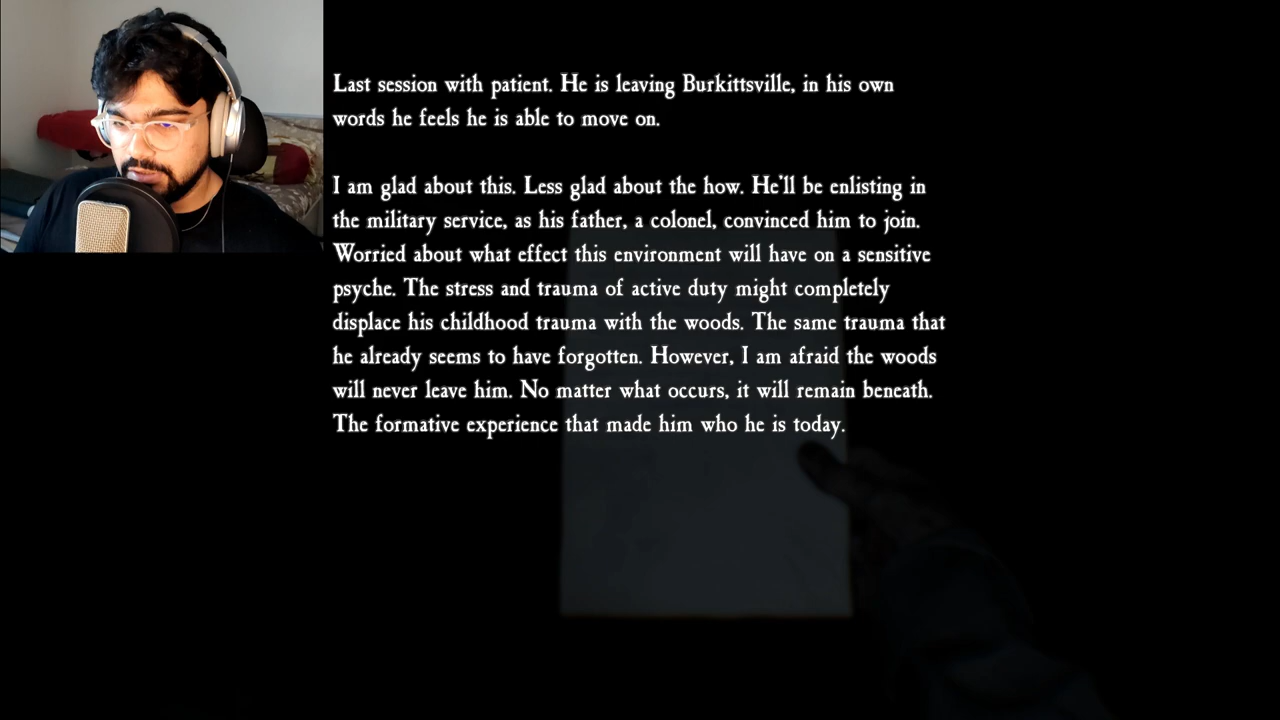 Last session with patient. He is leaving Burkittsville, in his own
words he feels he is able to move on.
I am glad about this. Less glad about the how. He'll be enlisting in
the military service, as his father, a colonel, convinced him to join.
Worried about what effect this environment will have on a sensitive
psyche. The stress and trauma of active duty might completely
displace his childhood trauma with the woods. The same trauma that
he already seems to have forgotten. However, I am afraid the woods
will never leave him. No matter what occurs, it will remain beneath.
The formative experience that made him who he is today.